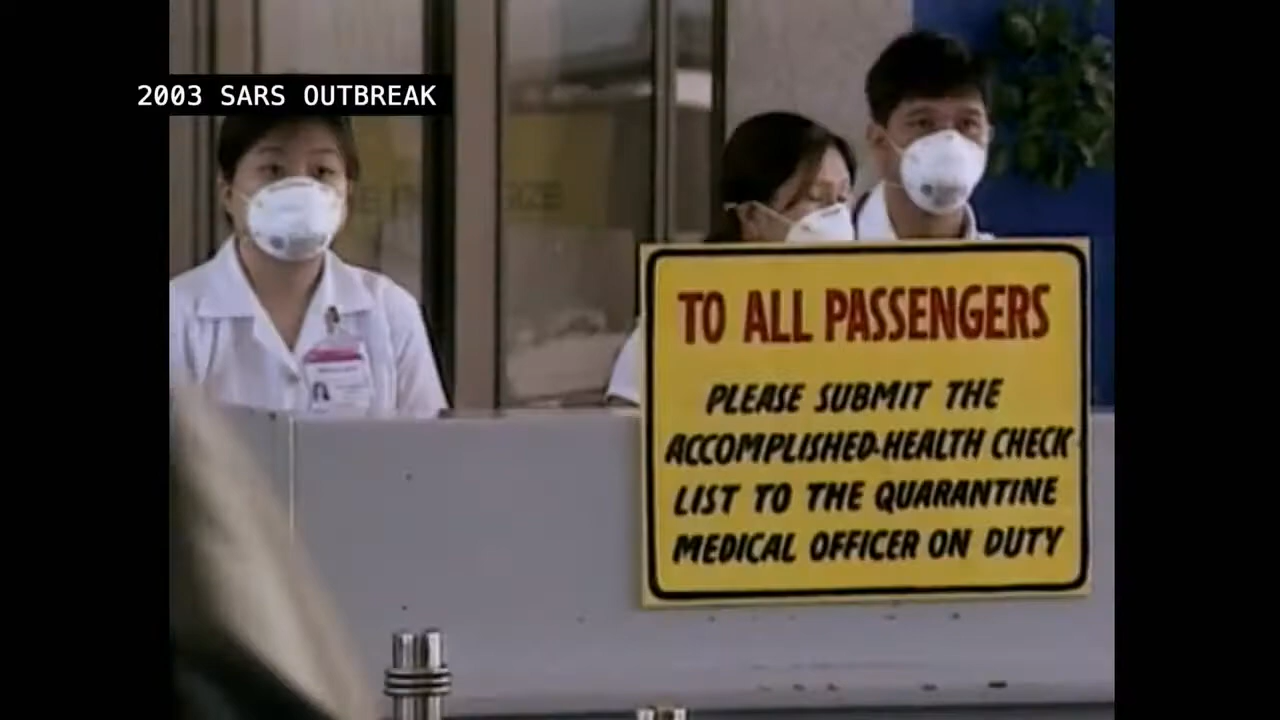 2003 SARS OUTBREAK
TO ALL PASSENGERS
PLEASE SUBMIT THE
ACCOMPLISHED-HEALTH CHECK
LIST TO THE QUARANTINE
MEDICAL OFFICER ON DUTY